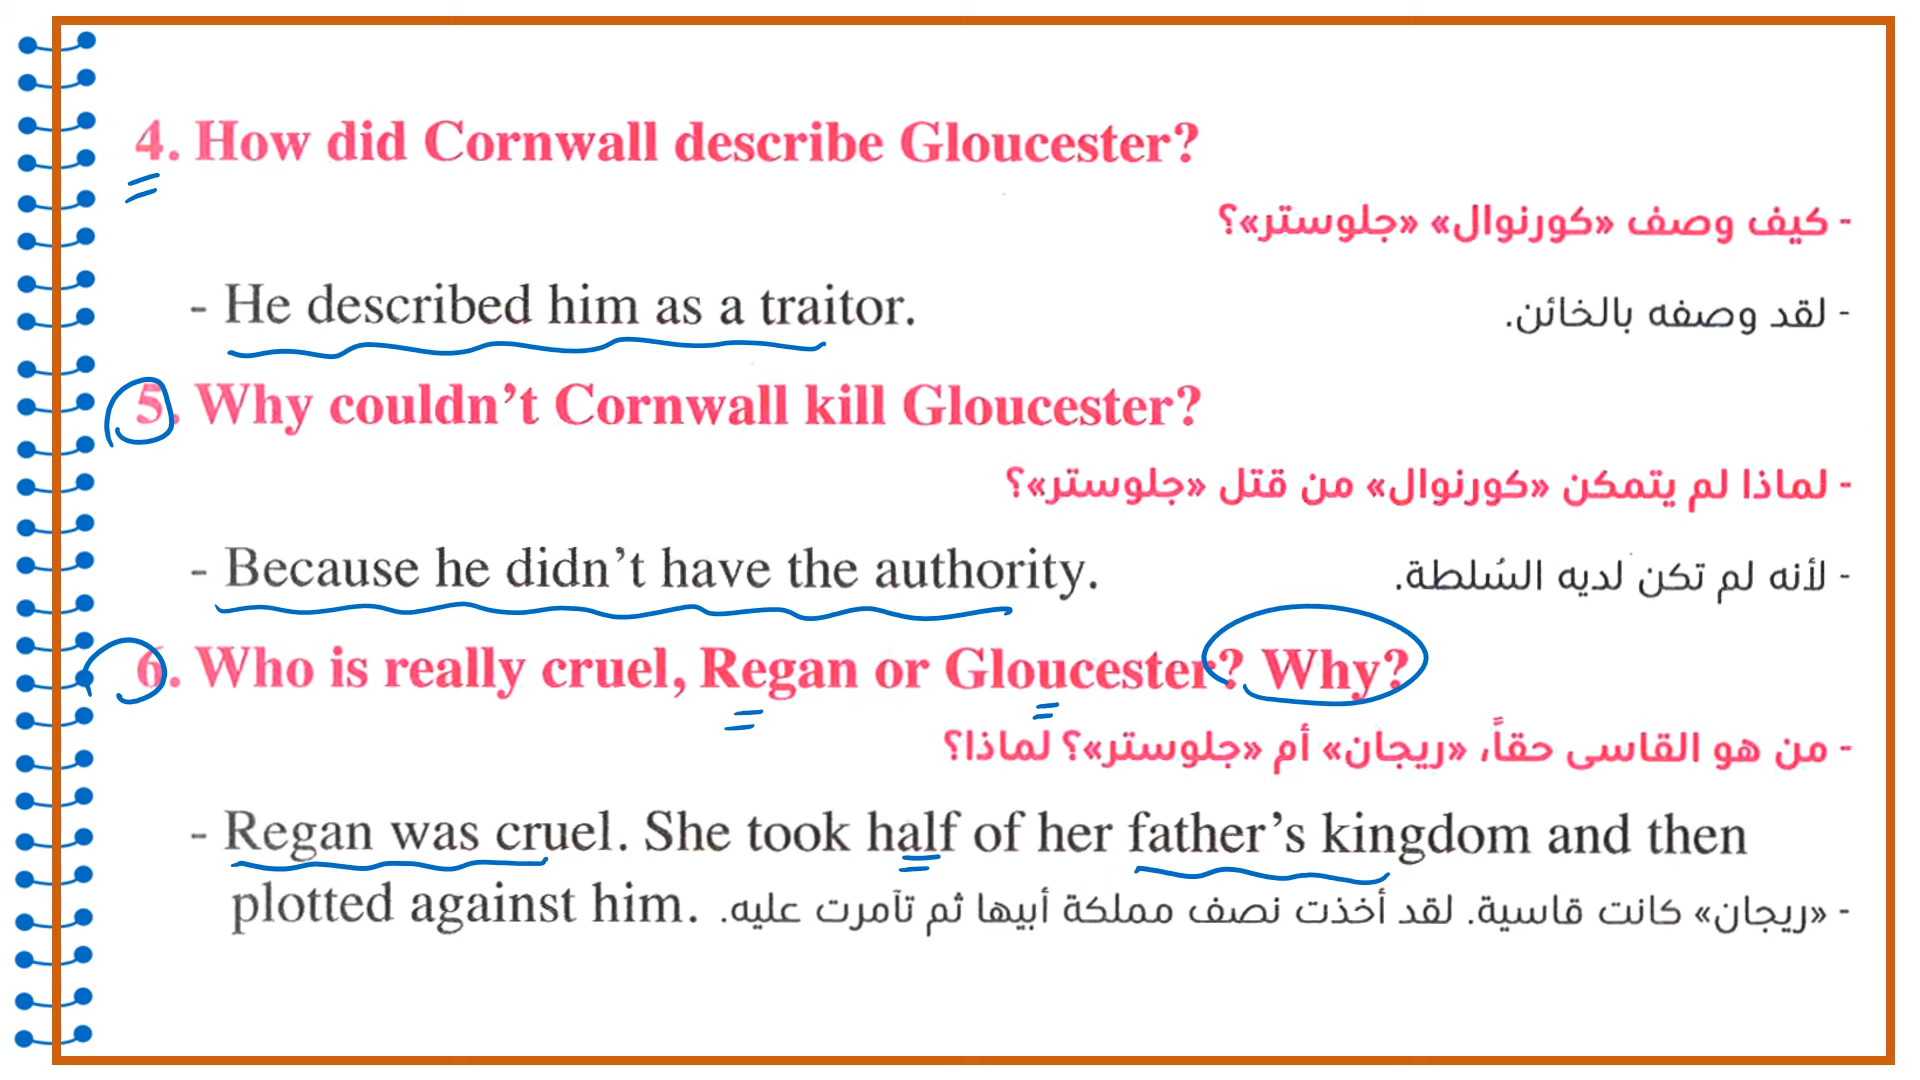 4. How did Cornwall describe Gloucester?
- كيف وصف «كورنوال» «جلوستر»؟
- He described him as a traitor.
- لقد وصفه بالخائن.
5. Why couldn't Cornwall kill Gloucester?
- لماذا لم يتمكن «كورنوال» من قتل «جلوستر»؟
- Because he didn't have the authority.
- لأنه لم تكن لديه السُلطة.
6. Who is really cruel, Regan or Gloucester? Why?
- من هو القاسى حقاً، «ريجان» أم «جلوستر»؟ لماذا؟
- Regan was cruel. She took half of her father's kingdom and then
plotted against him.
- «ريجان» كانت قاسية. لقد أخذت نصف مملكة أبيها ثم تآمرت عليه.